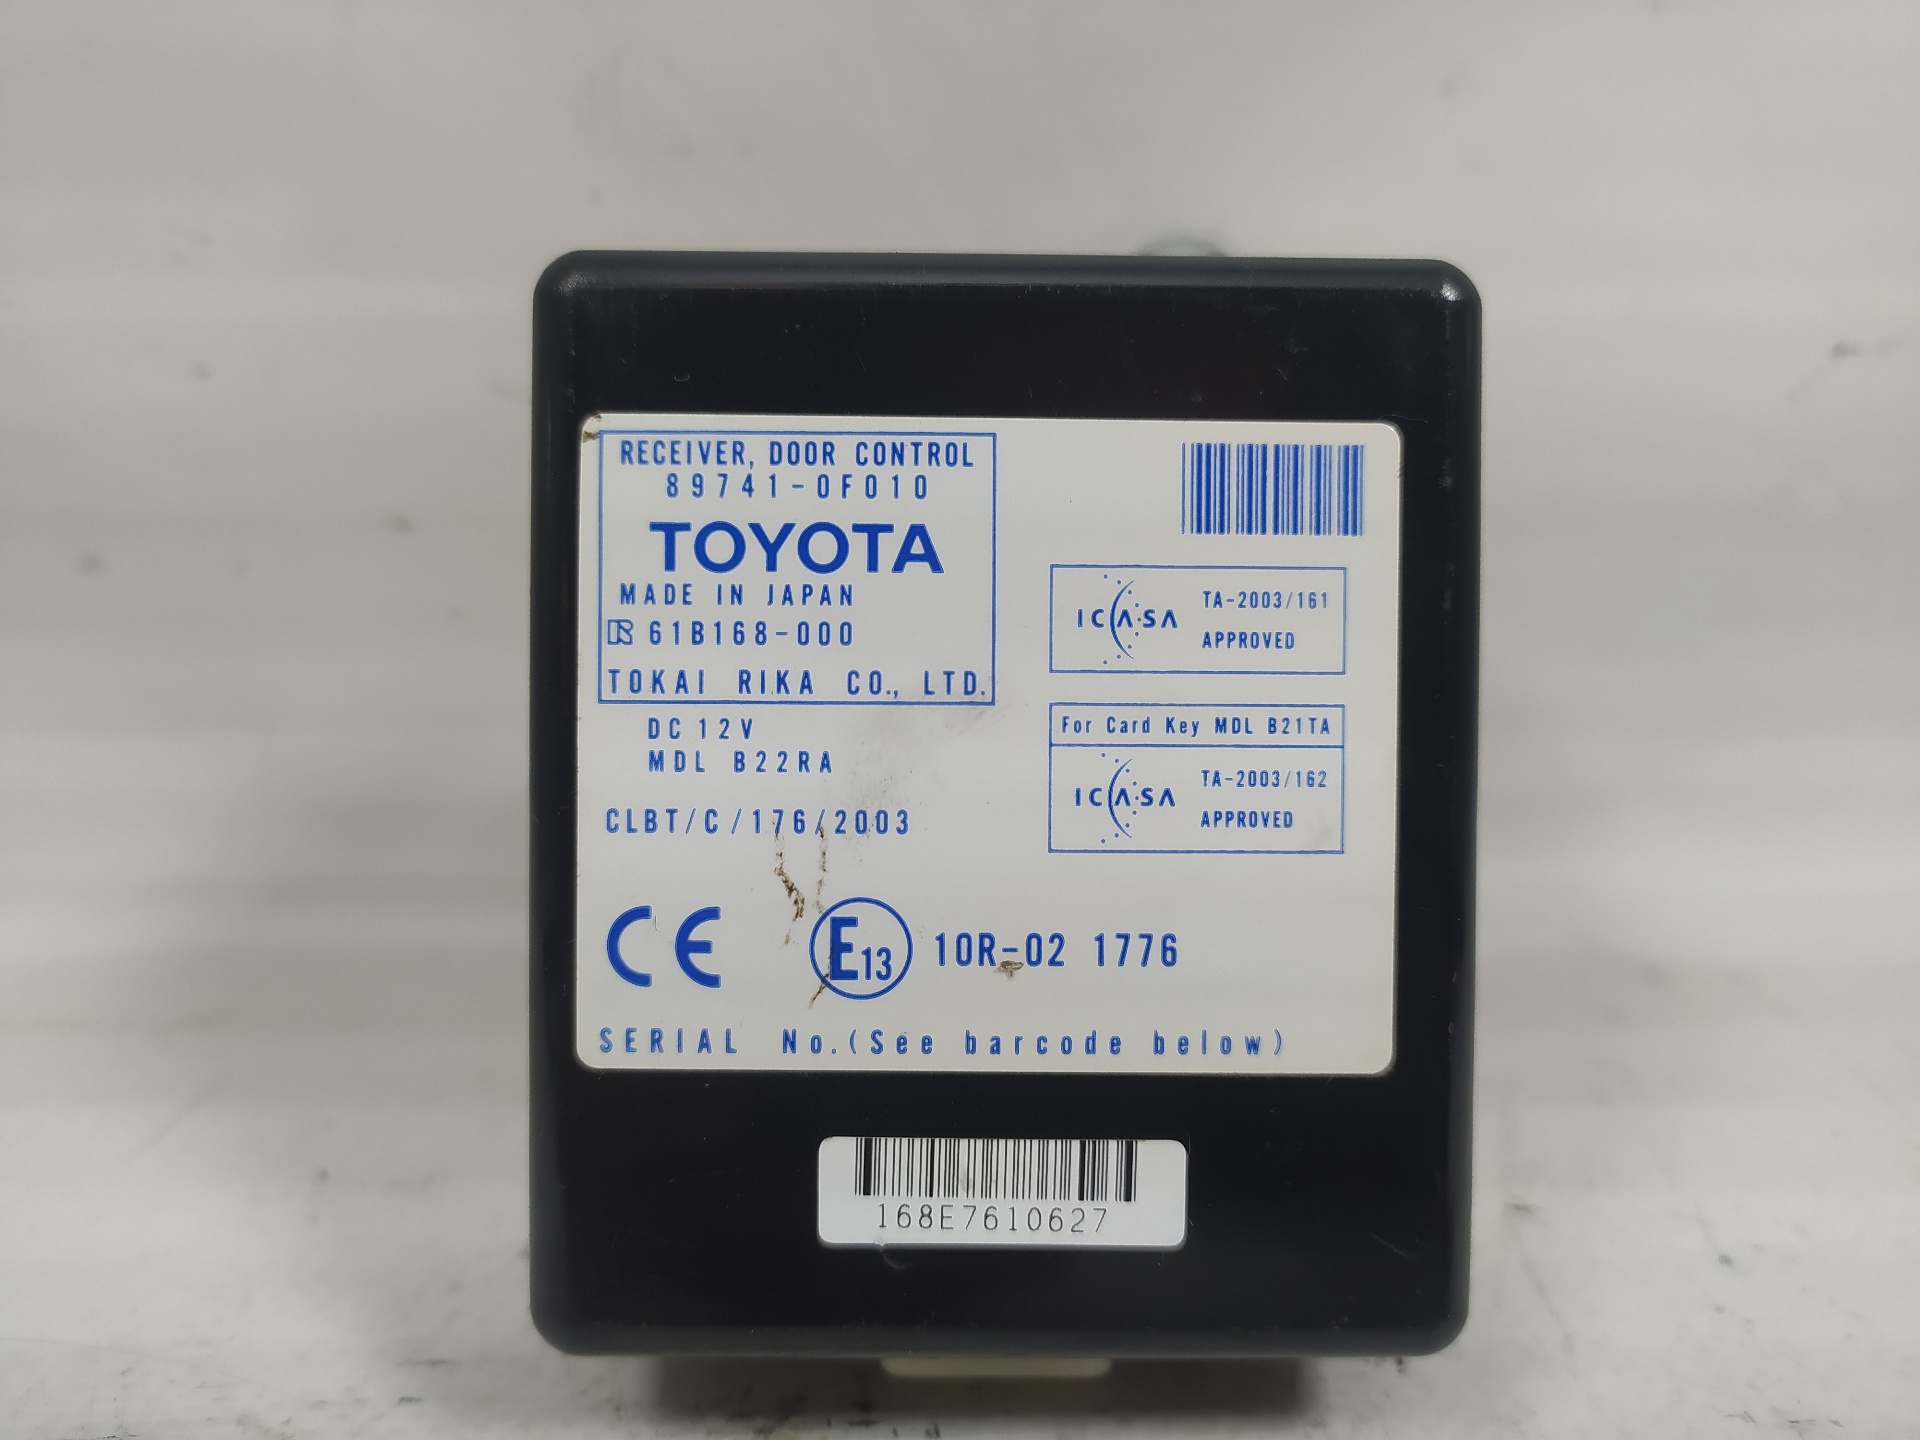 RECEIVER, DOOR CONTROL
89741-0F010
TOYOTA
MADE IN JAPAN
61B168-000
TOKAI RIKA CO., LTD.
DC 12V
MDL B22RA
CLBT/C/176/2003
ICASA TA-2003/161
APPROVED
For Card Key MDL B21TA
ICASA TA-2003/162
APPROVED
CE E13 10R-02 1776
SERIAL No.(See barcode below)
168E7610627